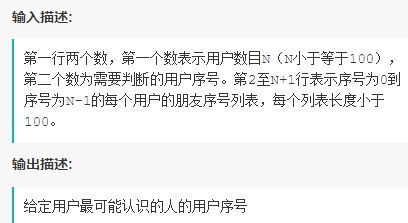 输入描述:
第一行两个数，第一个数表示用户数目N（N小于等于100），
第二个数为需要判断的用户序号。第2至N+1行表示序号为0到
序号为N-1的每个用户的朋友序号列表，每个列表长度小于
100。
输出描述:
给定用户最可能认识的人的用户序号